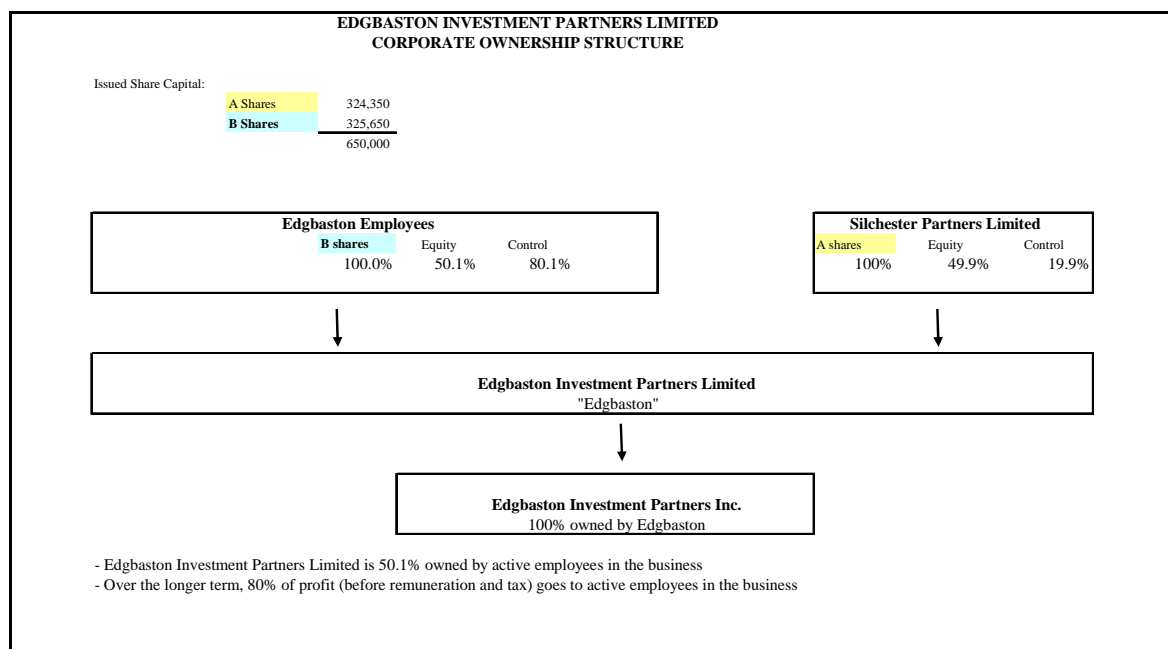 EDGBASTON INVESTMENT PARTNERS LIMITED
CORPORATE OWNERSHIP STRUCTURE
Issued Share Capital:
A Shares 324,350
B Shares 325,650
650,000
Edgbaston Employees
B shares Equity Control
100.0% 50.1% 80.1%
Silchester Partners Limited
A shares Equity Control
100% 49.9% 19.9%
Edgbaston Investment Partners Limited
"Edgbaston"
Edgbaston Investment Partners Inc.
100% owned by Edgbaston
- Edgbaston Investment Partners Limited is 50.1% owned by active employees in the business
- Over the longer term, 80% of profit (before remuneration and tax) goes to active employees in the business